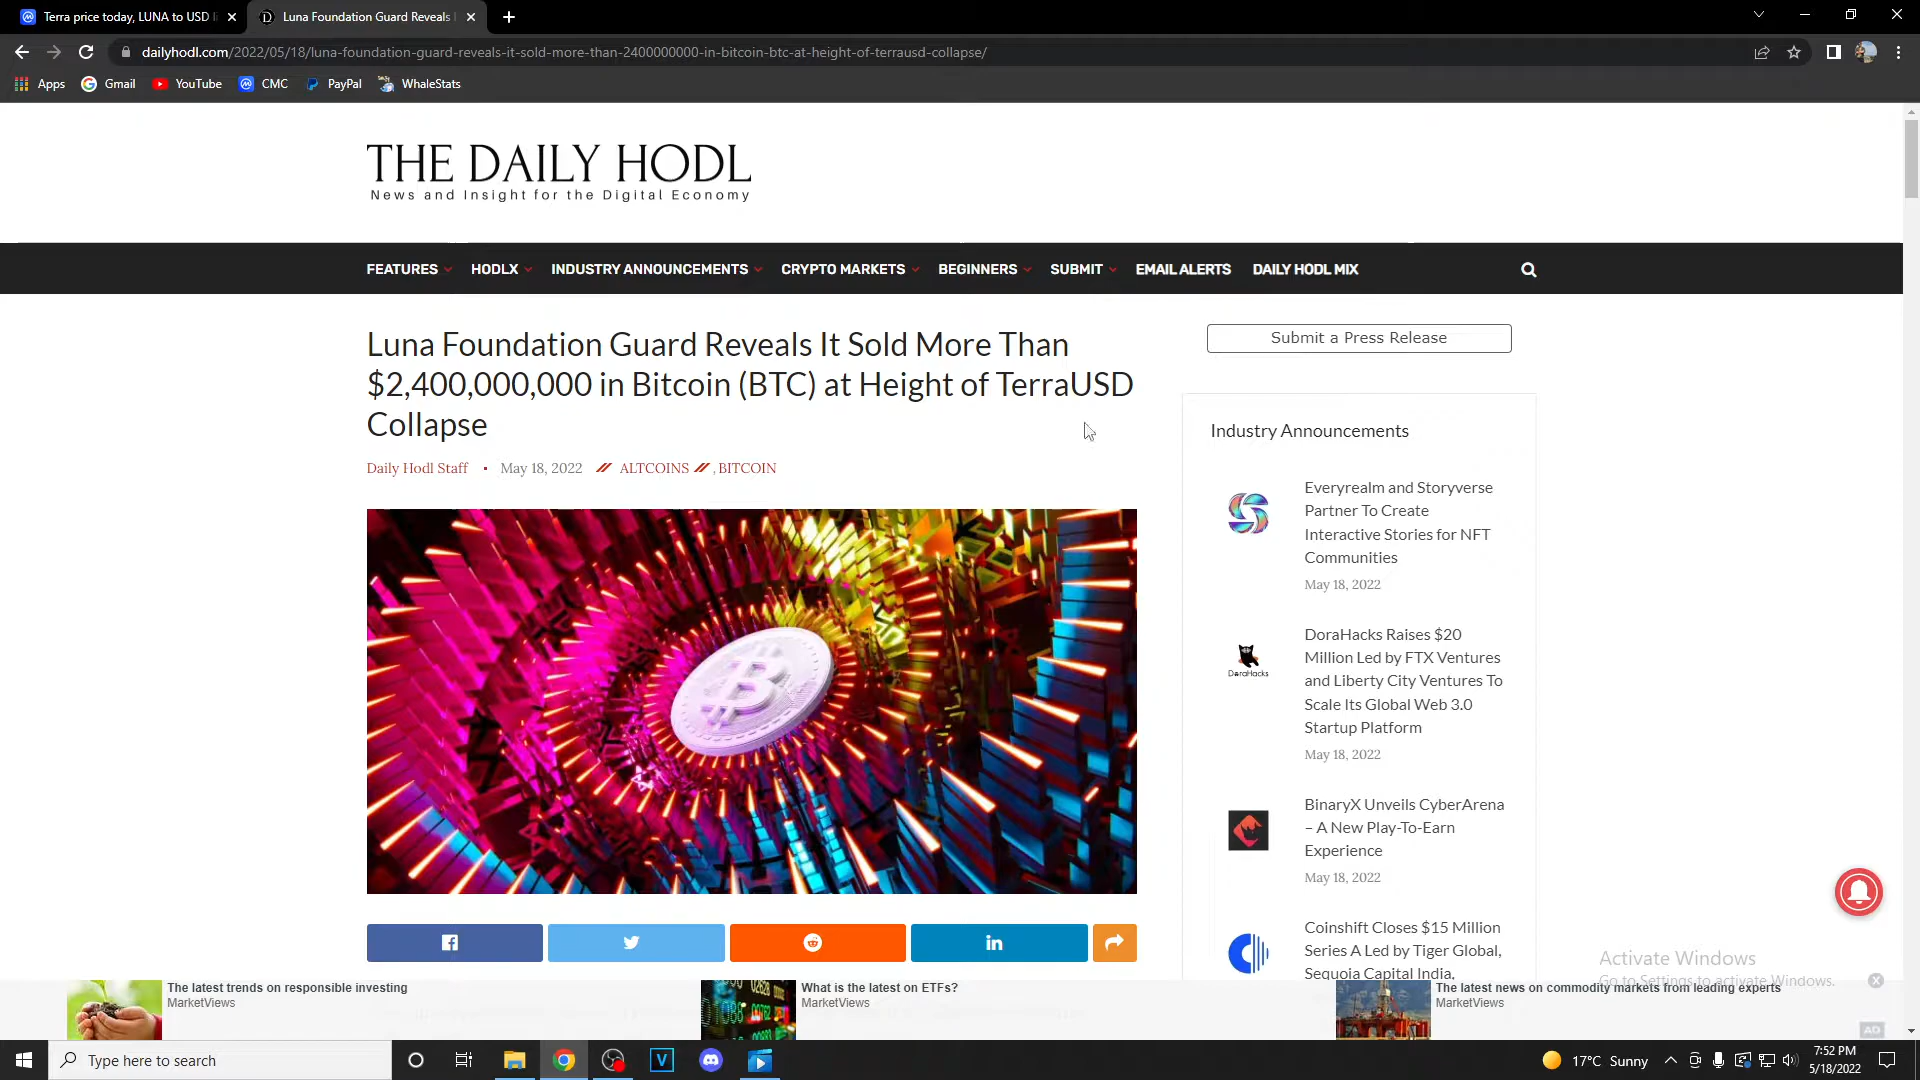 Terra price today, LUNA to USD li
Luna Foundation Guard Reveals I
dailyhodl.com/2022/05/18/luna-foundation-guard-reveals-it-sold-more-than-2400000000-in-bitcoin-btc-at-height-of-terrausd-collapse/
Apps
Gmail
YouTube
CMC
PayPal
WhaleStats
THE DAILY HODL
News and Insight for the Digital Economy
FEATURES
HODLX
INDUSTRY ANNOUNCEMENTS
CRYPTO MARKETS
BEGINNERS
SUBMIT
EMAIL ALERTS
DAILY HODL MIX
Luna Foundation Guard Reveals It Sold More Than
$2,400,000,000 in Bitcoin (BTC) at Height of TerraUSD
Collapse
Daily Hodl Staff • May 18, 2022 ALTCOINS , BITCOIN
Submit a Press Release
Industry Announcements
Everyrealm and Storyverse
Partner To Create
Interactive Stories for NFT
Communities
May 18, 2022
DoraHacks
DoraHacks Raises $20
Million Led by FTX Ventures
and Liberty City Ventures To
Scale Its Global Web 3.0
Startup Platform
May 18, 2022
BinaryX Unveils CyberArena
– A New Play-To-Earn
Experience
May 18, 2022
Coinshift Closes $15 Million
Series A Led by Tiger Global,
Sequoia Capital India,
Activate Windows
Go to Settings to activate Windows.
The latest trends on responsible investing
MarketViews
What is the latest on ETFs?
MarketViews
The latest news on commodity markets from leading experts
MarketViews
AD
Type here to search
17°C Sunny
7:52 PM
5/18/2022